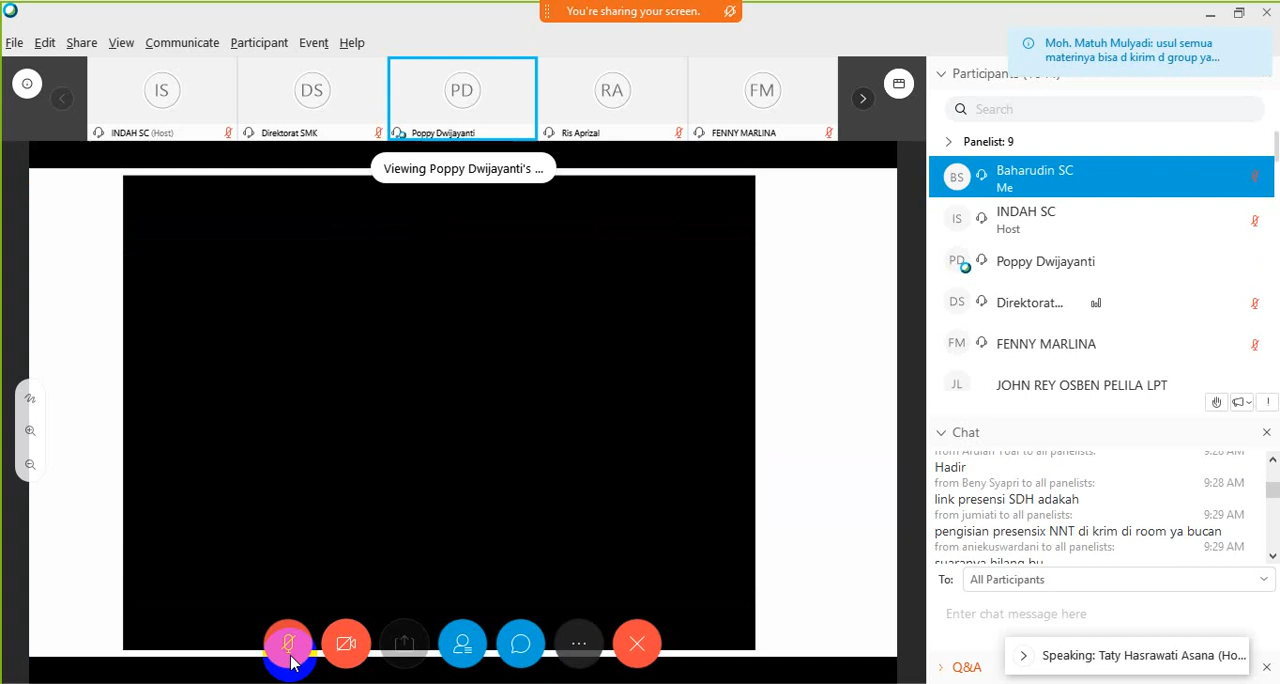 You're sharing your screen.
File Edit Share View Communicate Participant Event Help
Moh. Matuh Mulyadi: usul semua
materinya bisa d kirim d group ya...
IS
DS
PD
RA
FM
INDAH SC (Host)
Direktorat SMK
Poppy Dwijayanti
Ris Aprizal
FENNY MARLINA
Viewing Poppy Dwijayanti's ...
Participants
Search
Panelist: 9
BS
Baharudin SC
Me
IS
INDAH SC
Host
PD
Poppy Dwijayanti
DS
Direktorat...
FM
FENNY MARLINA
JL
JOHN REY OSBEN PELILA LPT
Chat
to all panelists:
Hadir
from Beny Syapri to all panelists: 9:28 AM
link presensi SDH adakah
from jumiati to all panelists: 9:29 AM
pengisian presensix NNT di krim di room ya bucan
from aniekuswardani to all panelists: 9:29 AM
suaranya hilang bu
To: All Participants
Enter chat message here
Speaking: Taty Hasrawati Asana (Ho...
Q&A